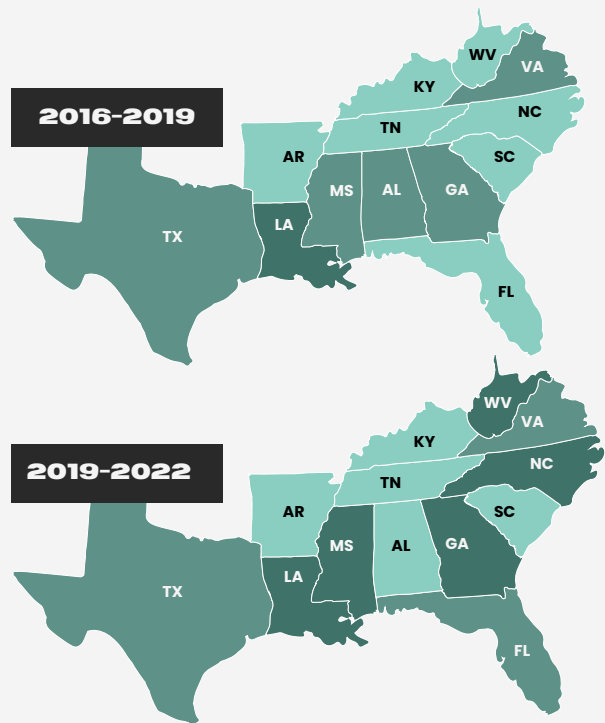 WV
VA
KY
2016-2019
NC
TN
AR
SC
MS
AL
GA
LA
TX
FL
WV
VA
KY
2019-2022
NC
TN
AR
SC
MS
AL
GA
LA
TX
FL